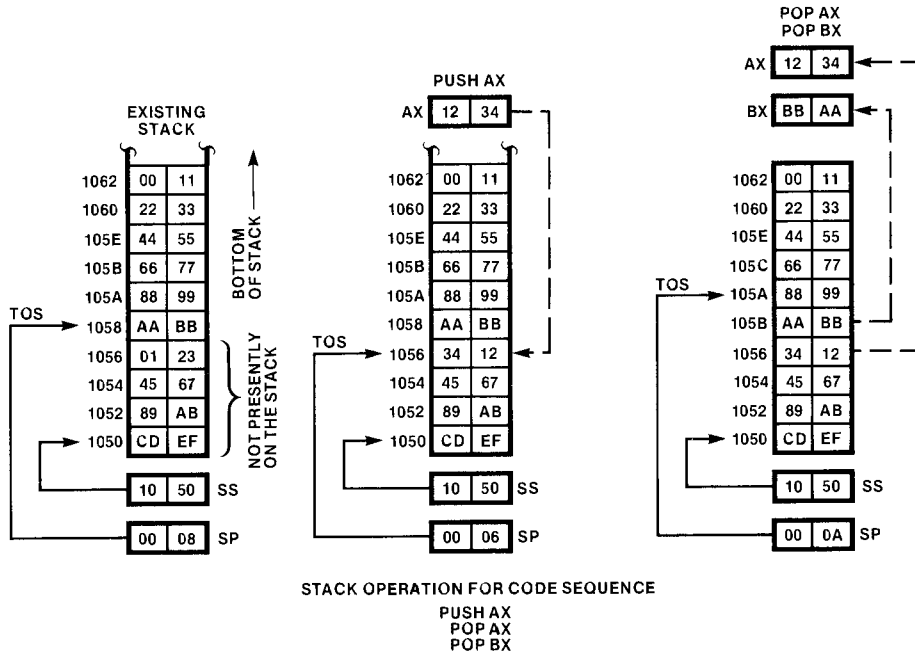 EXISTING
STACK
1062 00 11
1060 22 33
105E 44 55
105B 66 77
105A 88 99
TOS
1058 AA BB
1056 01 23
1054 45 67
1052 89 AB
1050 CD EF
BOTTOM
OF STACK
NOT PRESENTLY
ON THE STACK
10 50 SS
00 08 SP
PUSH AX
AX 12 34
1062 00 11
1060 22 33
105E 44 55
105B 66 77
105A 88 99
1058 AA BB
TOS
1056 34 12
1054 45 67
1052 89 AB
1050 CD EF
10 50 SS
00 06 SP
POP AX
POP BX
AX 12 34
BX BB AA
1062 00 11
1060 22 33
105E 44 55
105C 66 77
TOS
105A 88 99
105B AA BB
1056 34 12
1054 45 67
1052 89 AB
1050 CD EF
10 50 SS
00 0A SP
STACK OPERATION FOR CODE SEQUENCE
PUSH AX
POP AX
POP BX